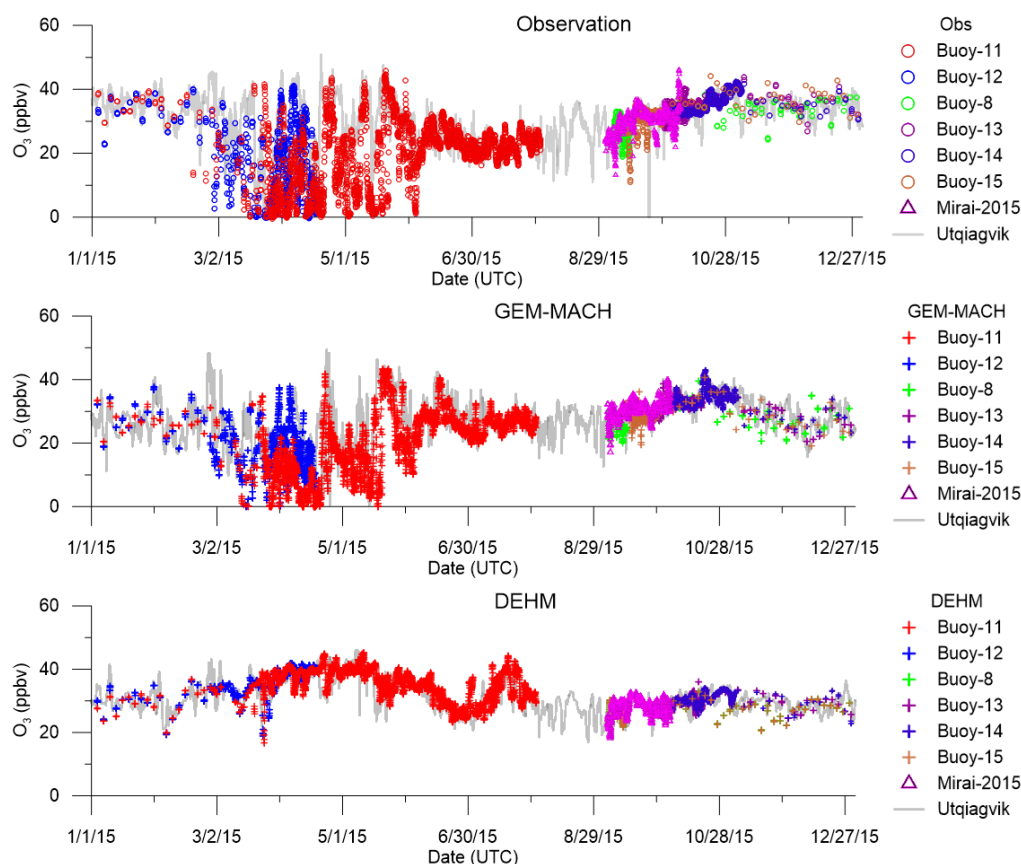 Observation
60
40
20
0
O3 (ppbv)
1/1/15 3/2/15 5/1/15 6/30/15 8/29/15 10/28/15 12/27/15
Date (UTC)
Obs
Buoy-11
Buoy-12
Buoy-8
Buoy-13
Buoy-14
Buoy-15
Mirai-2015
Utqiagvik
GEM-MACH
60
40
20
0
O3 (ppbv)
1/1/15 3/2/15 5/1/15 6/30/15 8/29/15 10/28/15 12/27/15
Date (UTC)
GEM-MACH
Buoy-11
Buoy-12
Buoy-8
Buoy-13
Buoy-14
Buoy-15
Mirai-2015
Utqiagvik
DEHM
60
40
20
0
O3 (ppbv)
1/1/15 3/2/15 5/1/15 6/30/15 8/29/15 10/28/15 12/27/15
Date (UTC)
DEHM
Buoy-11
Buoy-12
Buoy-8
Buoy-13
Buoy-14
Buoy-15
Mirai-2015
Utqiagvik